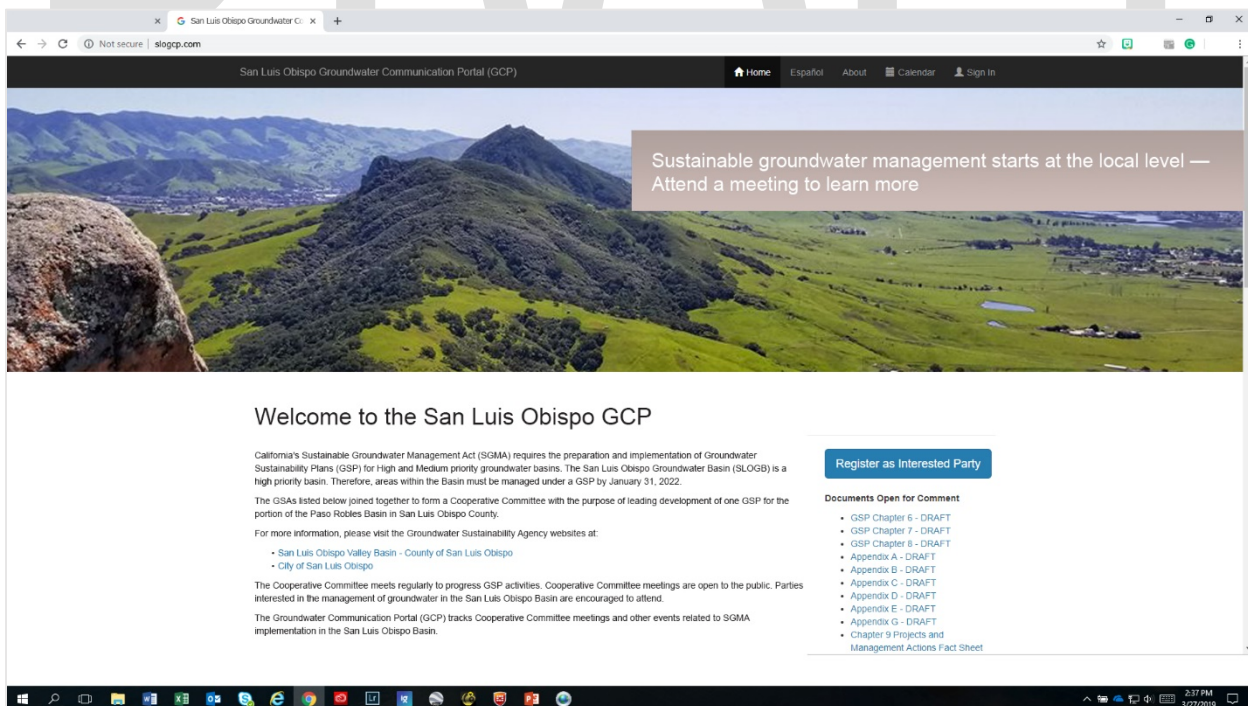 San Luis Obispo Groundwater Co
Not secure | slogcp.com
San Luis Obispo Groundwater Communication Portal (GCP)
Home Español About Calendar Sign In
Sustainable groundwater management starts at the local level —
Attend a meeting to learn more
Welcome to the San Luis Obispo GCP
California's Sustainable Groundwater Management Act (SGMA) requires the preparation and implementation of Groundwater
Sustainability Plans (GSP) for High and Medium priority groundwater basins. The San Luis Obispo Groundwater Basin (SLOGB) is a
high priority basin. Therefore, areas within the Basin must be managed under a GSP by January 31, 2022.
The GSAs listed below joined together to form a Cooperative Committee with the purpose of leading development of one GSP for the
portion of the Paso Robles Basin in San Luis Obispo County.
For more information, please visit the Groundwater Sustainability Agency websites at:
• San Luis Obispo Valley Basin - County of San Luis Obispo
• City of San Luis Obispo
The Cooperative Committee meets regularly to progress GSP activities. Cooperative Committee meetings are open to the public. Parties
interested in the management of groundwater in the San Luis Obispo Basin are encouraged to attend.
The Groundwater Communication Portal (GCP) tracks Cooperative Committee meetings and other events related to SGMA
implementation in the San Luis Obispo Basin.
Register as Interested Party
Documents Open for Comment
• GSP Chapter 6 - DRAFT
• GSP Chapter 7 - DRAFT
• GSP Chapter 8 - DRAFT
• Appendix A - DRAFT
• Appendix B - DRAFT
• Appendix C - DRAFT
• Appendix D - DRAFT
• Appendix E - DRAFT
• Appendix G - DRAFT
• Chapter 9 Projects and
Management Actions Fact Sheet
2:37 PM
3/27/2019